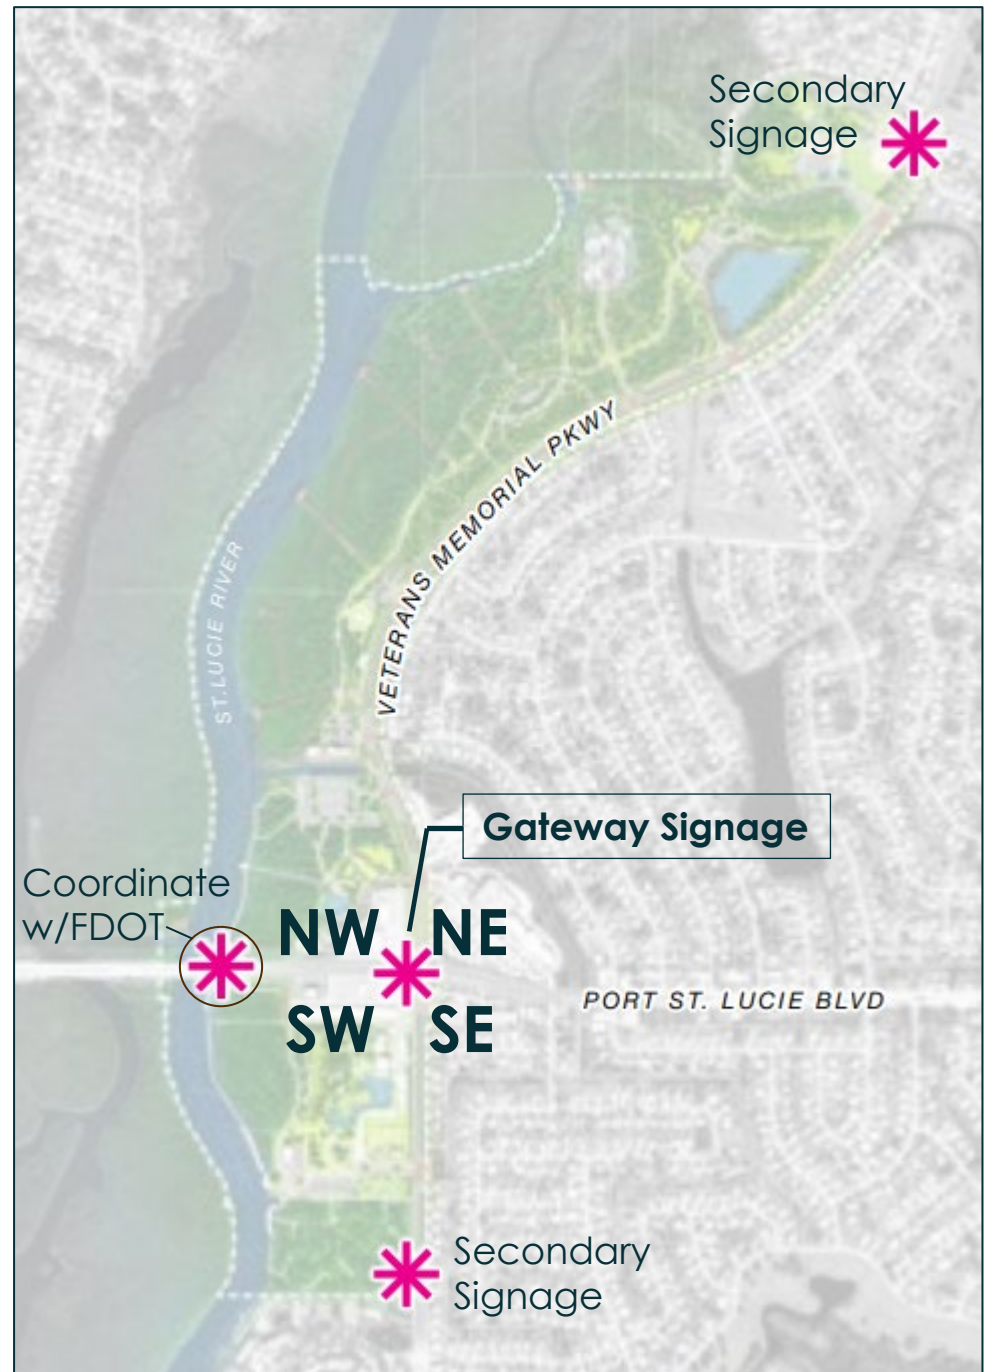 Secondary
Signage
VETERANS MEMORIAL PKWY
ST.LUCIE RIVER
Gateway Signage
Coordinate
w/FDOT
NW NE
SW SE
PORT ST. LUCIE BLVD
Secondary
Signage